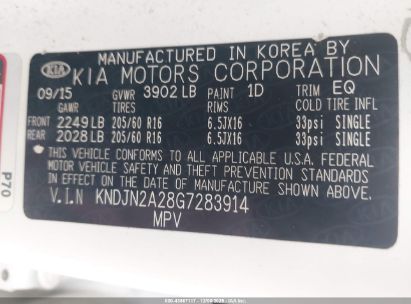 MANUFACTURED IN KOREA BY
KIA KIA MOTORS CORPORATION
09/15 GVWR 3902 LB PAINT 1D TRIM EQ
GAWR TIRES RIMS COLD TIRE INFL
FRONT 2249 LB 205/60 R16 6.5JX16 33psi SINGLE
REAR 2028 LB 205/60 R16 6.5JX16 33psi SINGLE
THIS VEHICLE CONFORMS TO ALL APPLICABLE U.S.A. FEDERAL
MOTOR VEHICLE SAFETY AND BUMPER AND
THEFT PREVENTION STANDARDS
IN EFFECT ON THE DATE OF MANUFACTURE SHOWN ABOVE.
V.I.N KNDJN2A28G7283914
MPV
P70